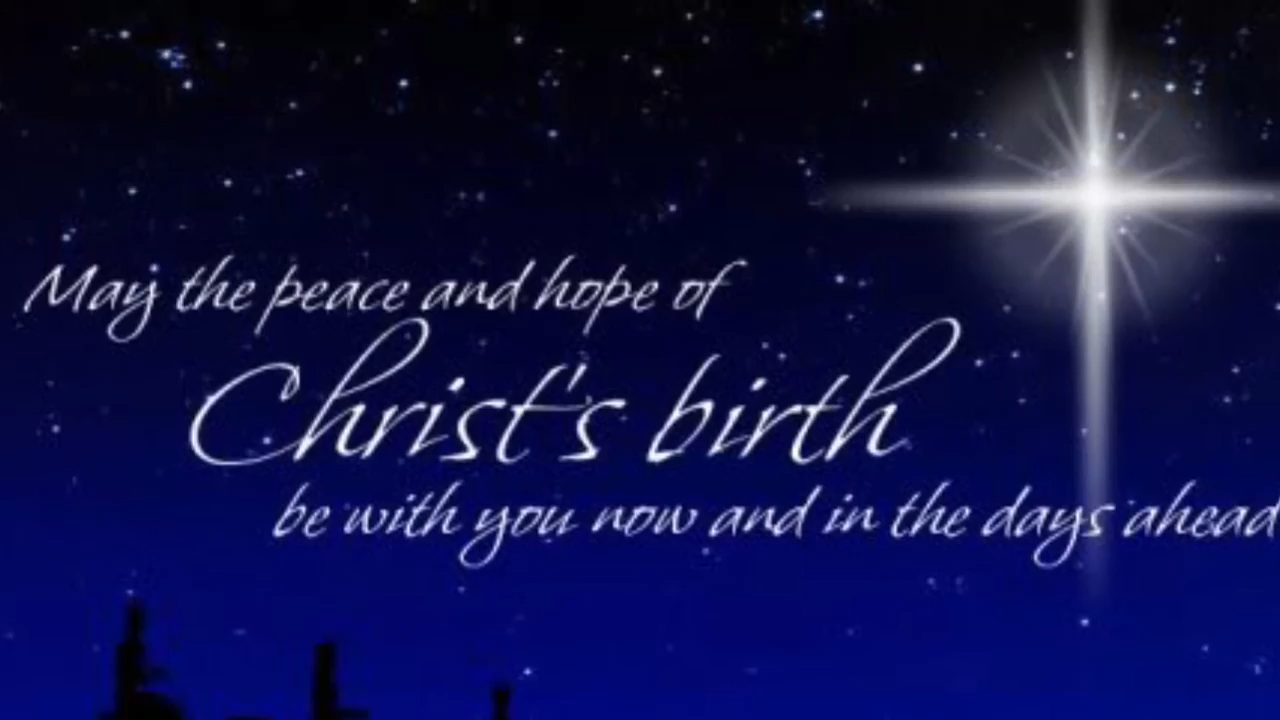 May the peace and hope of
Christ's birth
be with you now and in the days ahead